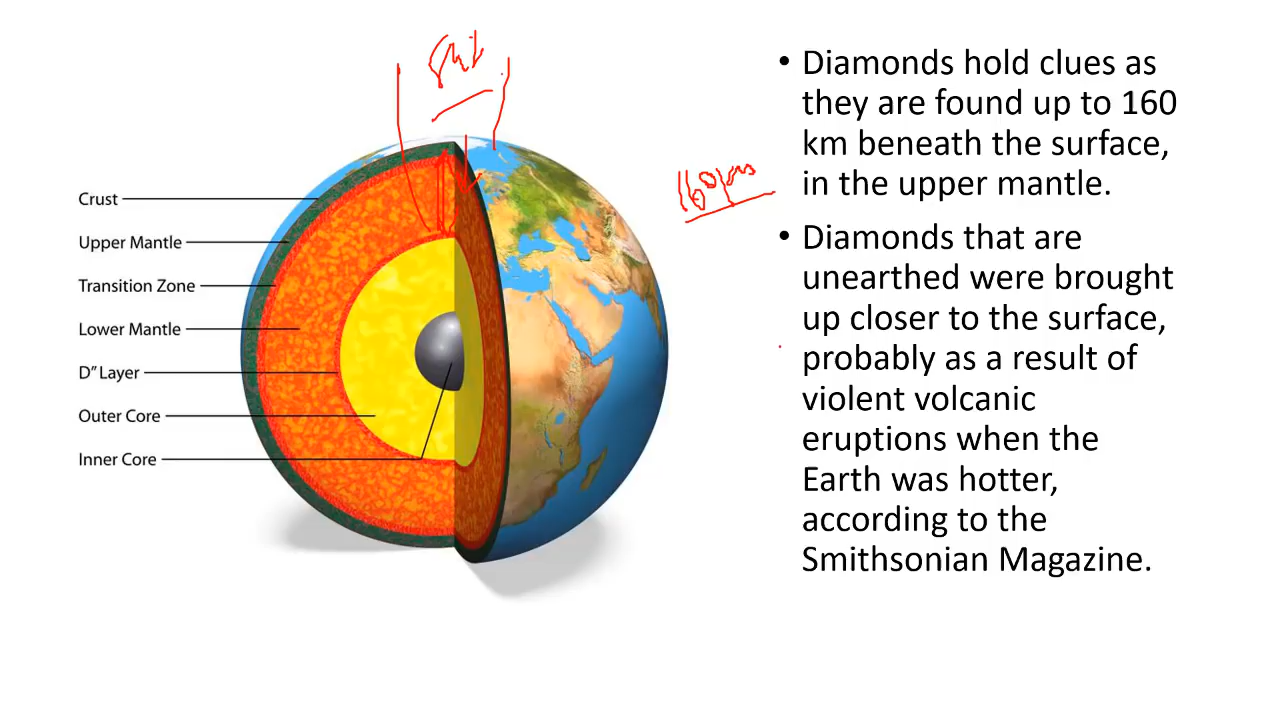 Crust
Upper Mantle
Transition Zone
Lower Mantle
D” Layer
Outer Core
Inner Core
160km
• Diamonds hold clues as
they are found up to 160
km beneath the surface,
in the upper mantle.
• Diamonds that are
unearthed were brought
up closer to the surface,
probably as a result of
violent volcanic
eruptions when the
Earth was hotter,
according to the
Smithsonian Magazine.